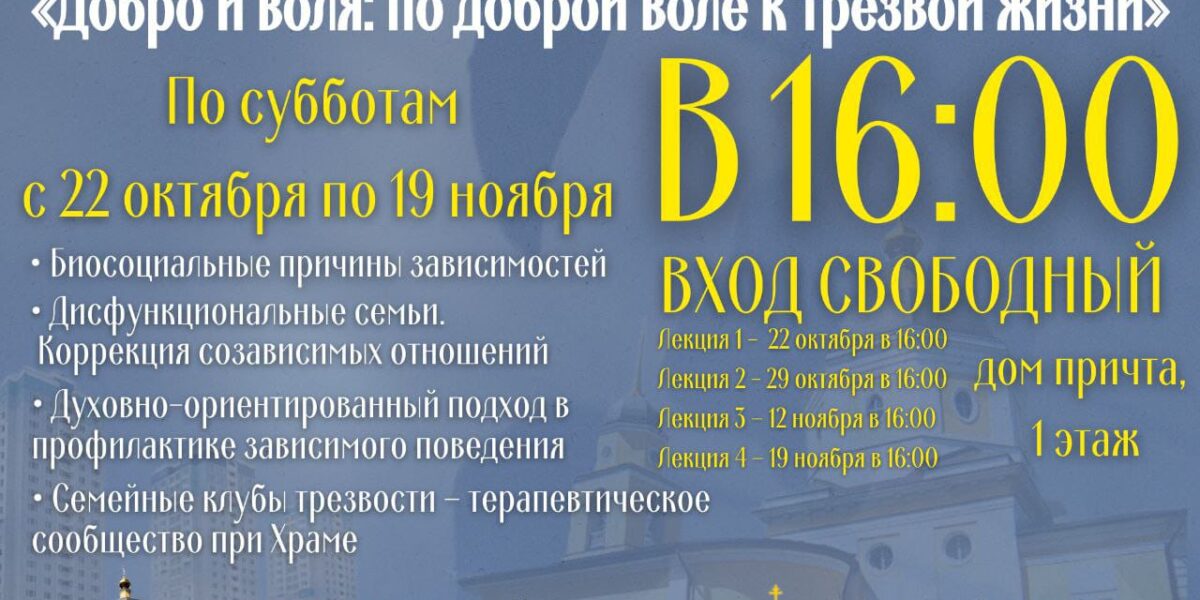 «Добро и воля: по доброй воле к трезвой жизни»
По субботам
с 22 октября по 19 ноября
• Биосоциальные причины зависимостей
• Дисфункциональные семьи.
Коррекция созависимых отношений
• Духовно-ориентированный подход в
профилактике зависимого поведения
• Семейные клубы трезвости – терапевтическое
сообщество при Храме
В 16:00
ВХОД СВОБОДНЫЙ
Лекция 1 – 22 октября в 16:00
Лекция 2 – 29 октября в 16:00
Лекция 3 – 12 ноября в 16:00
Лекция 4 – 19 ноября в 16:00
дом причта,
1 этаж